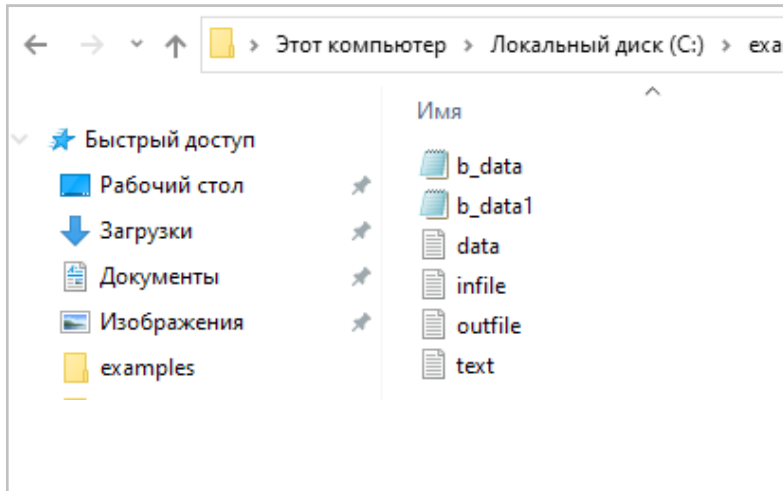 Этот компьютер > Локальный диск (C:) > exa
Имя
Быстрый доступ
Рабочий стол
Загрузки
Документы
Изображения
examples
b_data
b_data1
data
infile
outfile
text